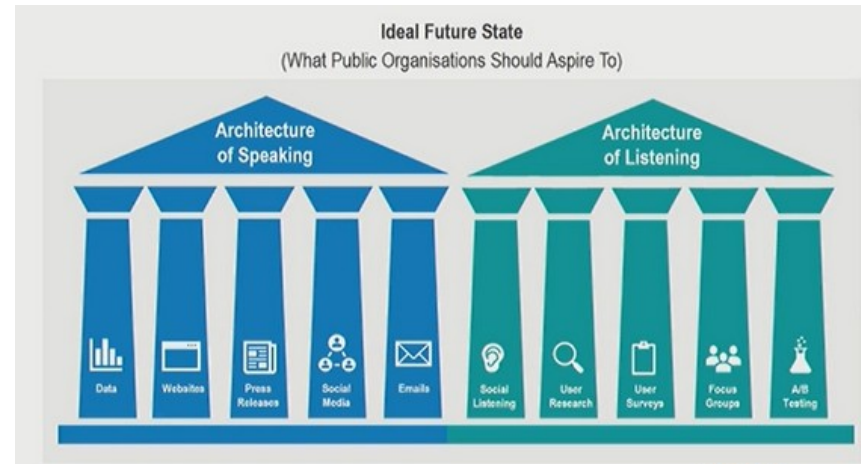 Ideal Future State
(What Public Organisations Should Aspire To)
Architecture
of Speaking
Architecture
of Listening
Data
Websites
Press
Releases
Social
Media
Emails
Social
Listening
User
Research
User
Surveys
Focus
Groups
A/B
Testing